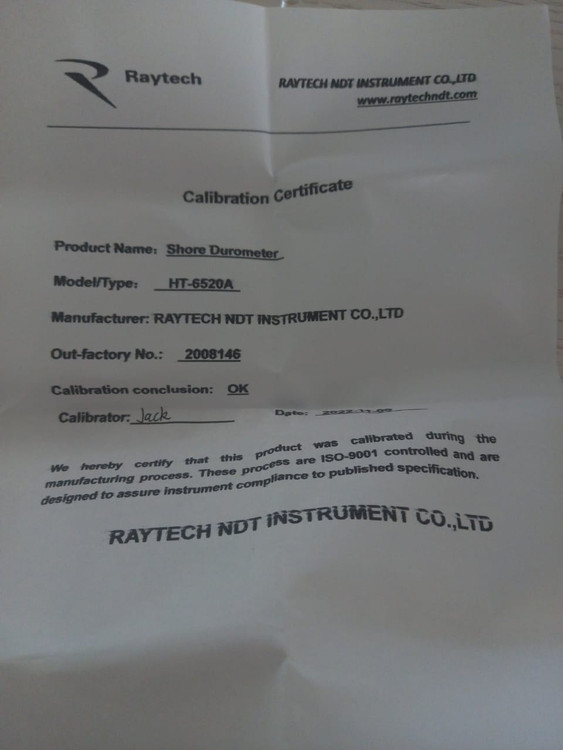 Raytech
RAYTECH NDT INSTRUMENT CO.,LTD
www.raytechndt.com
Calibration Certificate
Product Name: Shore Durometer
Model/Type: HT-6520A
Manufacturer: RAYTECH NDT INSTRUMENT CO.,LTD
Out-factory No.: 2008146
Calibration conclusion: OK
Calibrator: Jack
Date:
We hereby certify that this product was calibrated during the
manufacturing process. These process are ISO-9001 controlled and are
designed to assure instrument compliance to published specification.
RAYTECH NDT INSTRUMENT CO.,LTD